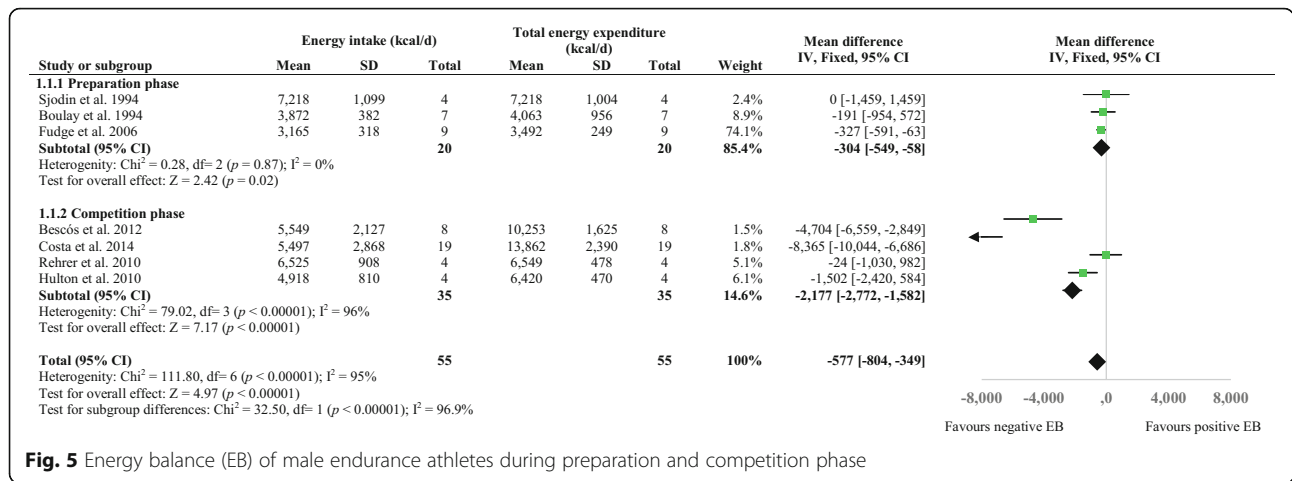 Energy intake (kcal/d) Total energy expenditure (kcal/d) Mean difference Mean difference
Study or subgroup Mean SD Total Mean SD Total Weight IV, Fixed, 95% CI IV, Fixed, 95% CI
1.1.1 Preparation phase
Sjodin et al. 1994 7,218 1,099 4 7,218 1,004 4 2.4% 0 [-1,459, 1,459]
Boulay et al. 1994 3,872 382 7 4,063 956 7 8.9% -191 [-954, 572]
Fudge et al. 2006 3,165 318 9 3,492 249 9 74.1% -327 [-591, -63]
Subtotal (95% CI) 20 20 85.4% -304 [-549, -58]
Heterogenity: Chi² = 0.28, df= 2 (p = 0.87); I² = 0%
Test for overall effect: Z = 2.42 (p = 0.02)
1.1.2 Competition phase
Bescós et al. 2012 5,549 2,127 8 10,253 1,625 8 1.5% -4,704 [-6,559, -2,849]
Costa et al. 2014 5,497 2,868 19 13,862 2,390 19 1.8% -8,365 [-10,044, -6,686]
Rehrer et al. 2010 6,525 908 4 6,549 478 4 5.1% -24 [-1,030, 982]
Hulton et al. 2010 4,918 810 4 6,420 470 4 6.1% -1,502 [-2,420, 584]
Subtotal (95% CI) 35 35 14.6% -2,177 [-2,772, -1,582]
Heterogenity: Chi² = 79.02, df= 3 (p < 0.00001); I² = 96%
Test for overall effect: Z = 7.17 (p < 0.00001)
Total (95% CI) 55 55 100% -577 [-804, -349]
Heterogenity: Chi² = 111.80, df= 6 (p < 0.00001); I² = 95%
Test for overall effect: Z = 4.97 (p < 0.00001)
Test for subgroup differences: Chi² = 32.50, df= 1 (p < 0.00001); I² = 96.9%
-8,000 -4,000 ,0 4,000 8,000
Favours negative EB Favours positive EB
Fig. 5 Energy balance (EB) of male endurance athletes during preparation and competition phase